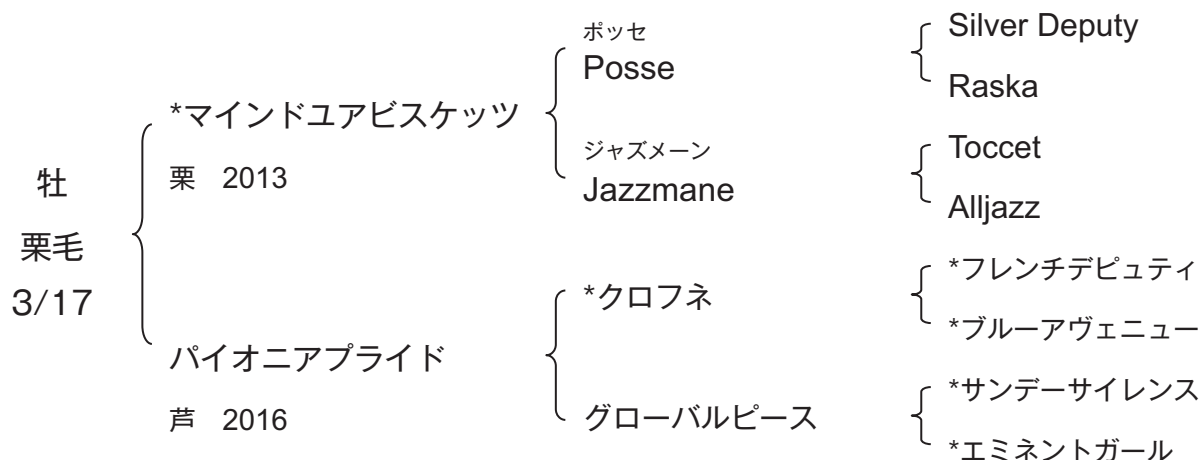 牡
栗毛
3/17
*マインドユアビスケッツ
栗 2013
パイオニアプライド
芦 2016
ポッセ
Posse
ジャズメーン
Jazzmane
*クロフネ
グローバルピース
Silver Deputy
Raska
Toccet
Alljazz
*フレンチデピュティ
*ブルーアヴェニュー
*サンデーサイレンス
*エミネントガール